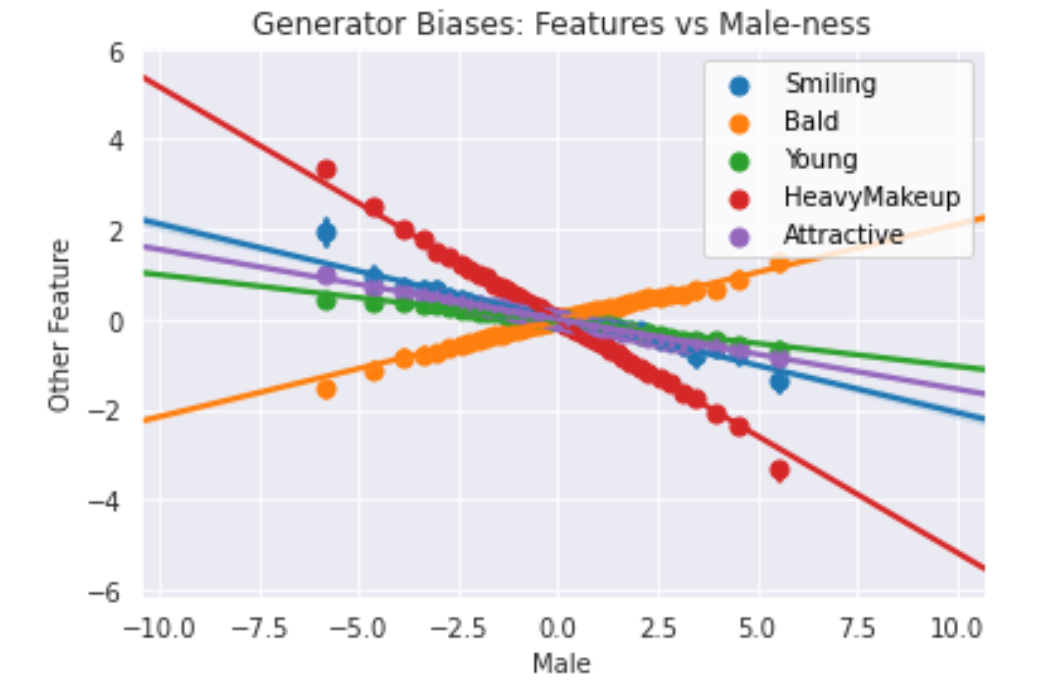 Generator Biases: Features vs Male-ness
6
4
2
0
−2
−4
−6
Other Feature
Smiling
Bald
Young
HeavyMakeup
Attractive
−10.0 −7.5 −5.0 −2.5 0.0 2.5 5.0 7.5 10.0
Male